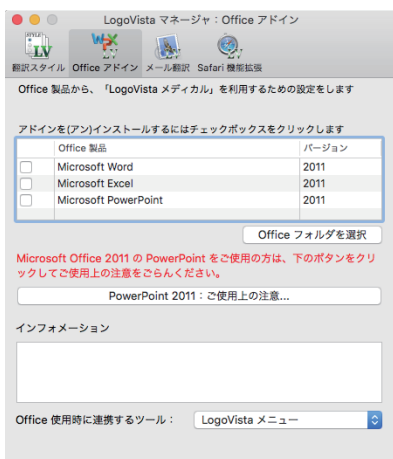 LogoVista マネージャ：Office アドイン
翻訳スタイル Office アドイン メール翻訳 Safari 機能拡張
Office 製品から、「LogoVista メディカル」を利用するための設定をします
アドインを(アン)インストールするにはチェックボックスをクリックします
Office 製品 バージョン
Microsoft Word 2011
Microsoft Excel 2011
Microsoft PowerPoint 2011
Office フォルダを選択
Microsoft Office 2011 の PowerPoint をご使用の方は、下のボタンをクリ
ックしてご使用上の注意をごらんください。
PowerPoint 2011：ご使用上の注意...
インフォメーション
Office 使用時に連携するツール： LogoVista メニュー